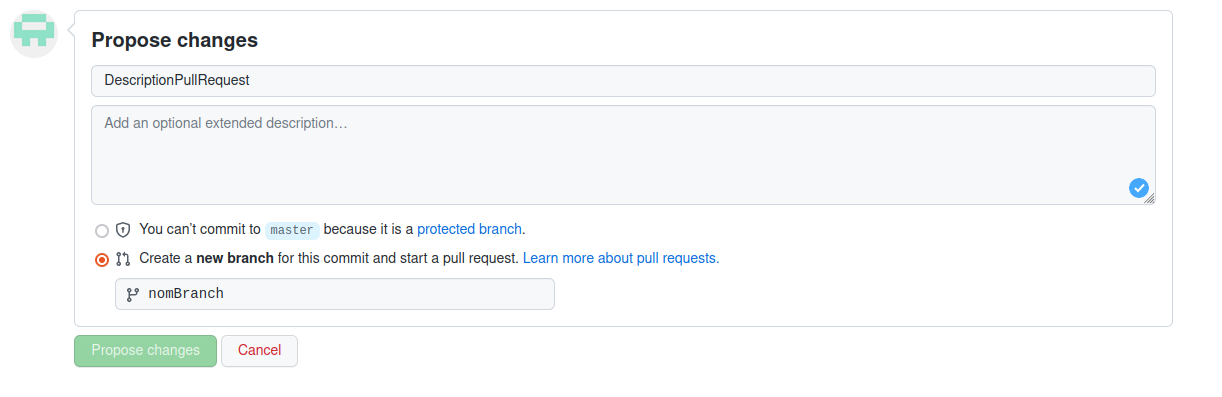 Propose changes
DescriptionPullRequest
Add an optional extended description…
You can't commit to master because it is a protected branch.
Create a new branch for this commit and start a pull request. Learn more about pull requests.
nomBranch
Propose changes Cancel